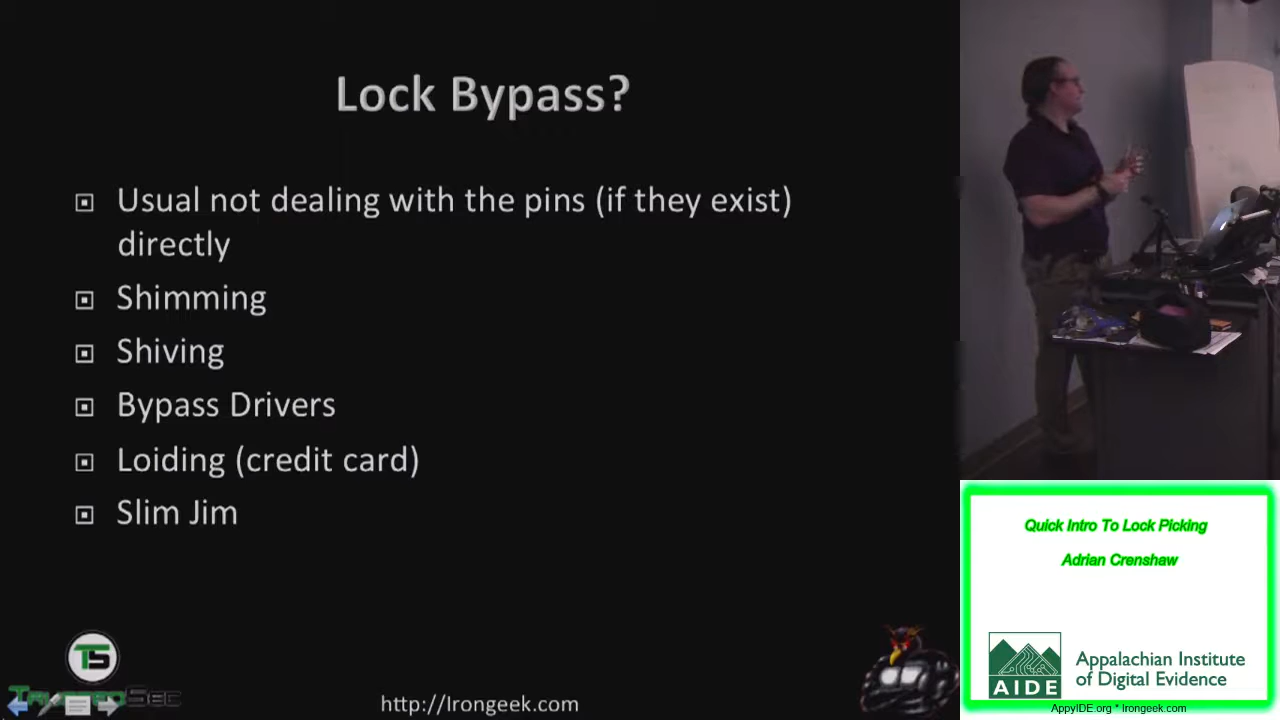 Lock Bypass?
Usual not dealing with the pins (if they exist)
directly
Shimming
Shiving
Bypass Drivers
Loiding (credit card)
Slim Jim
TS
TrustedSec
http://Irongeek.com
Quick Intro To Lock Picking
Adrian Crenshaw
AIDE
Appalachian Institute
of Digital Evidence
AppyIDE.org * Irongeek.com